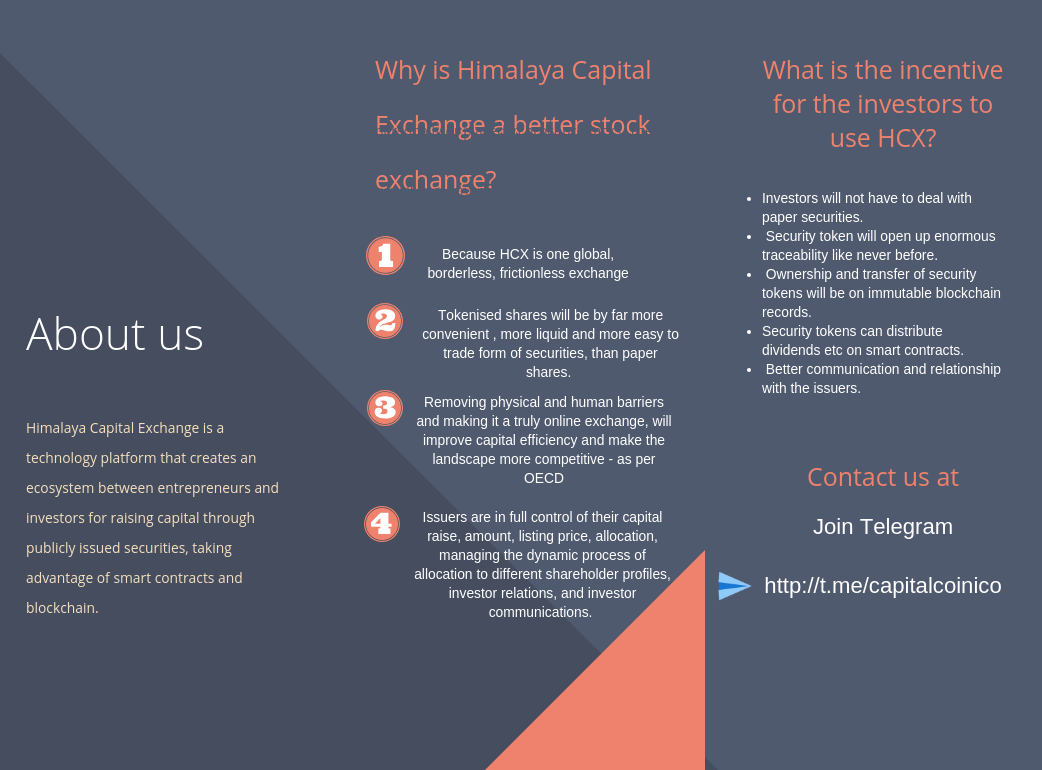 About us
Himalaya Capital Exchange is a
technology platform that creates an
ecosystem between entrepreneurs and
investors for raising capital through
publicly issued securities, taking
advantage of smart contracts and
blockchain.
Why is Himalaya Capital
Exchange a better stock
exchange?
1
Because HCX is one global,
borderless, frictionless exchange
2
Tokenised shares will be by far more
convenient , more liquid and more easy to
trade form of securities, than paper
shares.
3
Removing physical and human barriers
and making it a truly online exchange, will
improve capital efficiency and make the
landscape more competitive - as per
OECD
4
Issuers are in full control of their capital
raise, amount, listing price, allocation,
managing the dynamic process of
allocation to different shareholder profiles,
investor relations, and investor
communications.
What is the incentive
for the investors to
use HCX?
• Investors will not have to deal with
paper securities.
• Security token will open up enormous
traceability like never before.
• Ownership and transfer of security
tokens will be on immutable blockchain
records.
• Security tokens can distribute
dividends etc on smart contracts.
• Better communication and relationship
with the issuers.
Contact us at
Join Telegram
http://t.me/capitalcoinico